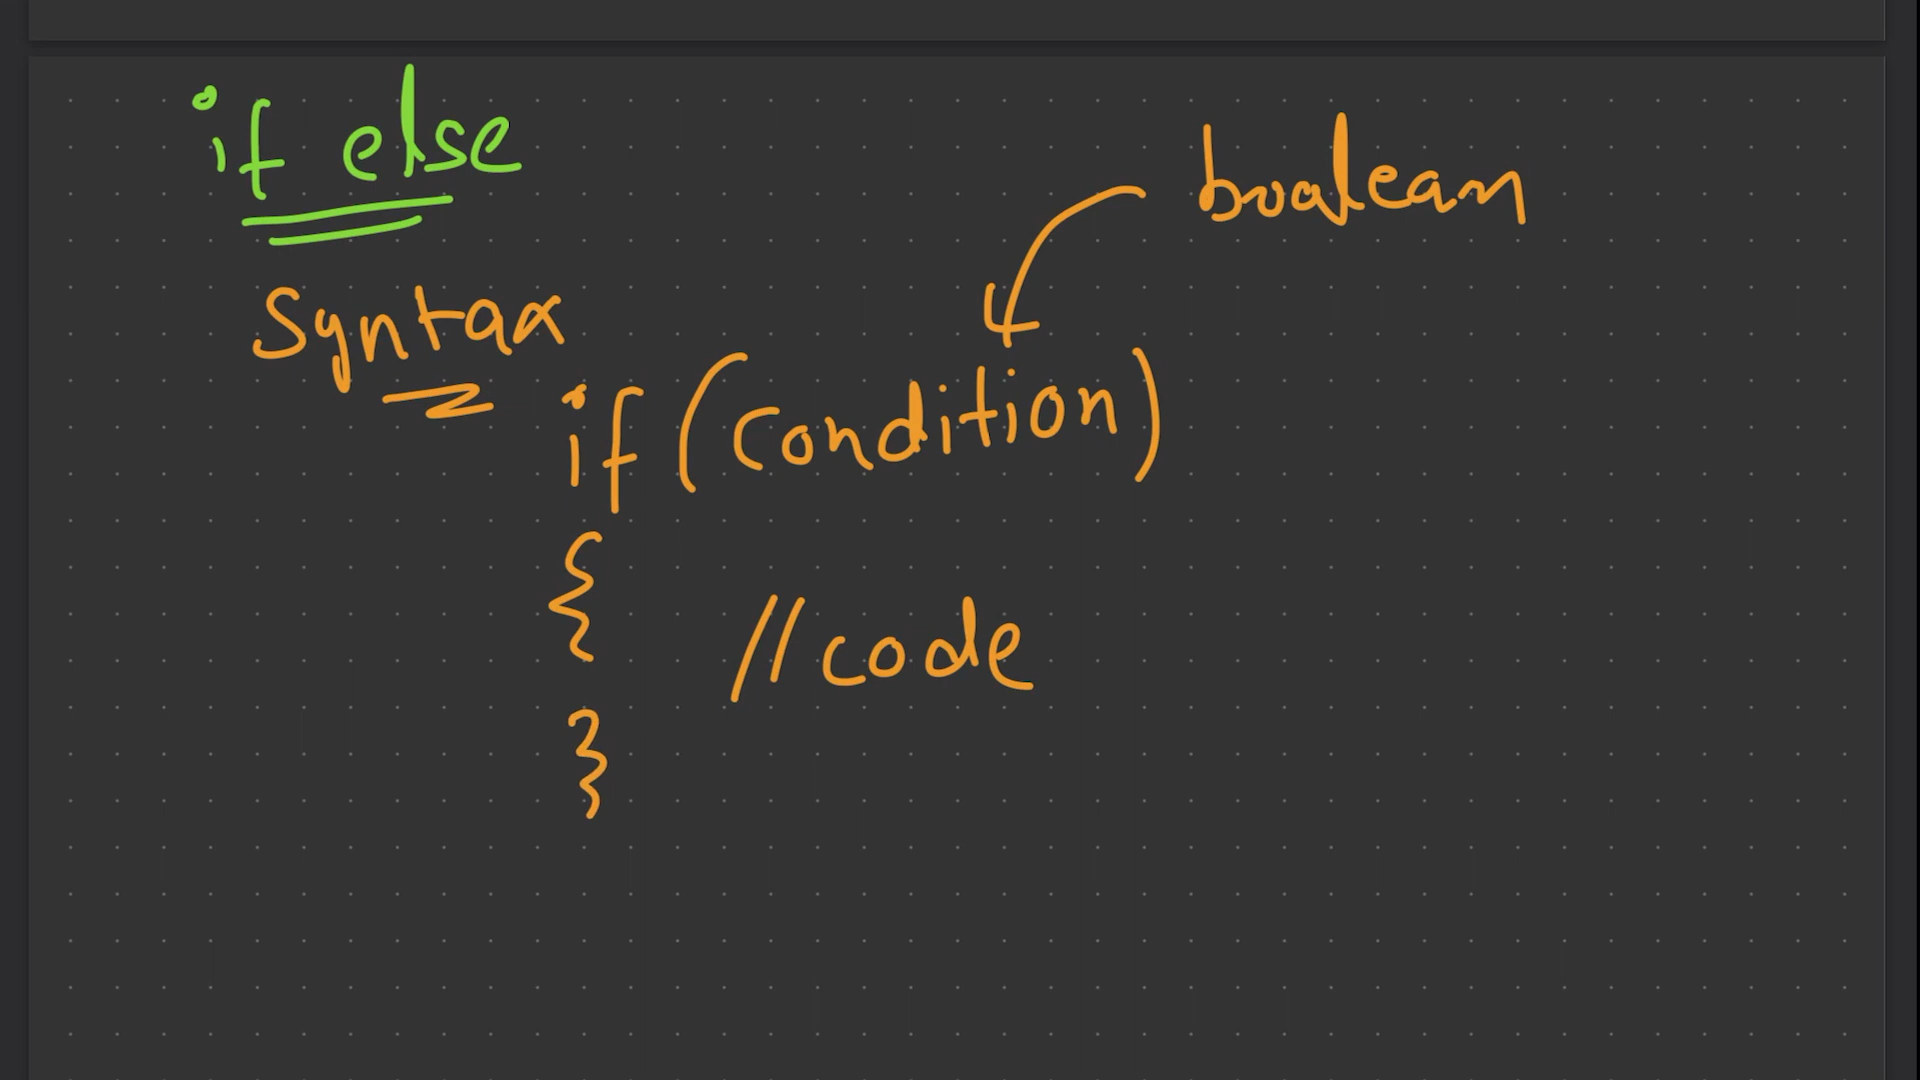 if else
boolean
Syntax
if (Condition)
{
//code
}